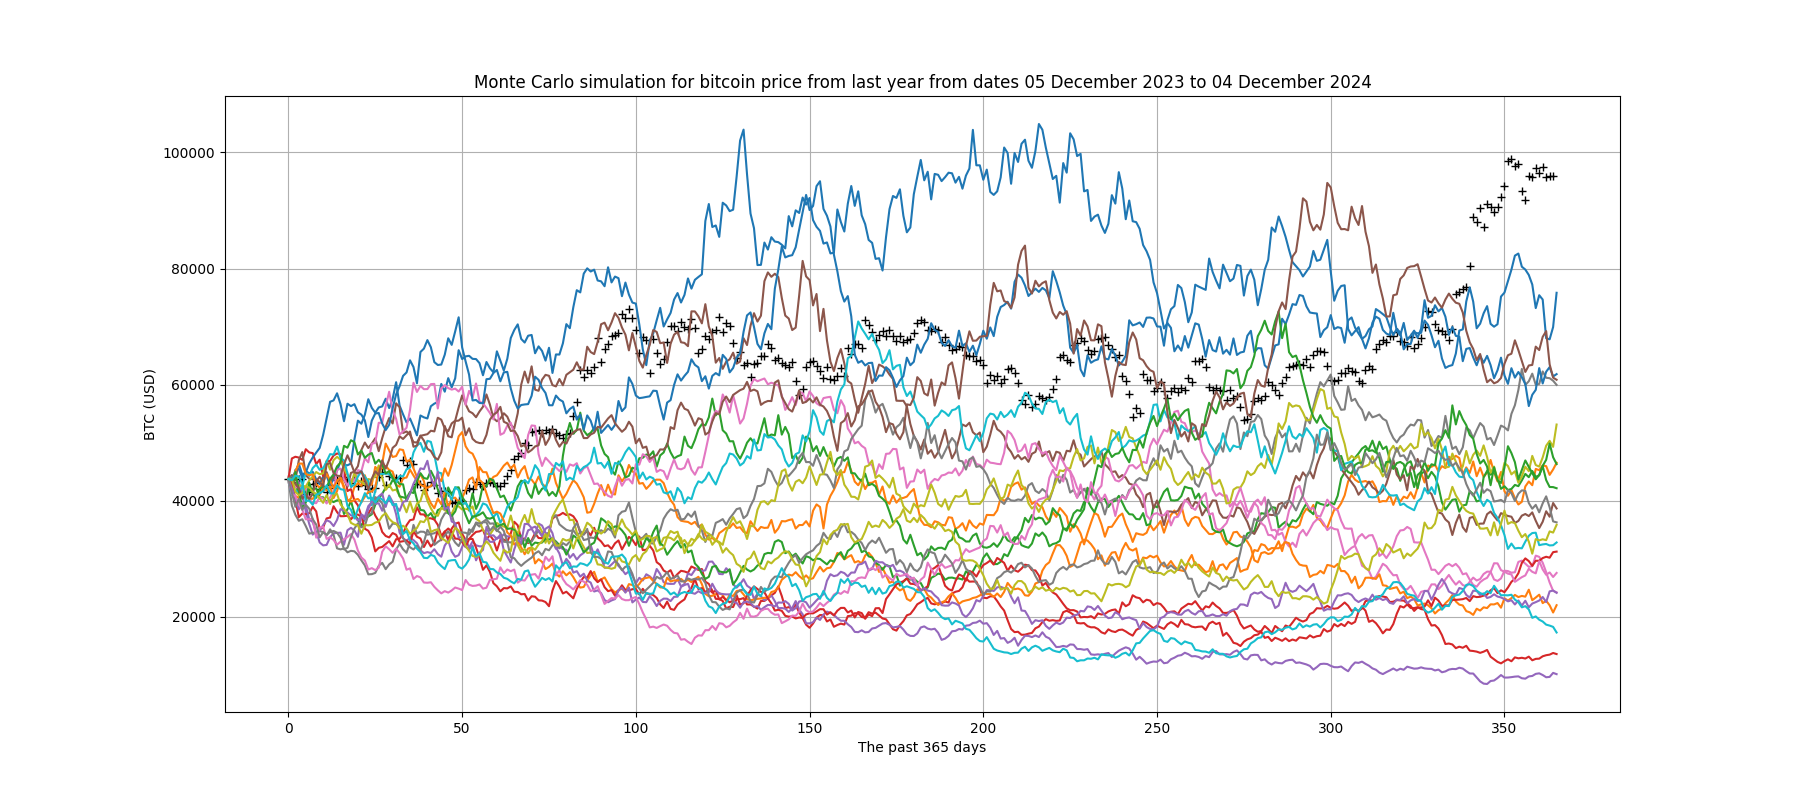 Monte Carlo simulation for bitcoin price from last year from dates 05 December 2023 to 04 December 2024
100000
80000
60000
40000
20000
BTC (USD)
0 50 100 150 200 250 300 350
The past 365 days